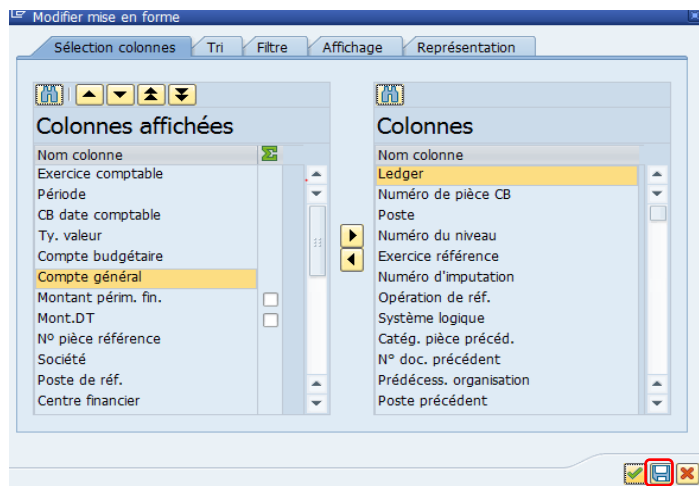 Modifier mise en forme
Sélection colonnes Tri Filtre Affichage Représentation
Colonnes affichées
Nom colonne
Exercice comptable
Période
CB date comptable
Ty. valeur
Compte budgétaire
Compte général
Montant périm. fin.
Mont.DT
Nº pièce référence
Société
Poste de réf.
Centre financier
Colonnes
Nom colonne
Ledger
Numéro de pièce CB
Poste
Numéro du niveau
Exercice référence
Numéro d'imputation
Opération de réf.
Système logique
Catég. pièce précéd.
N° doc. précédent
Prédécess. organisation
Poste précédent